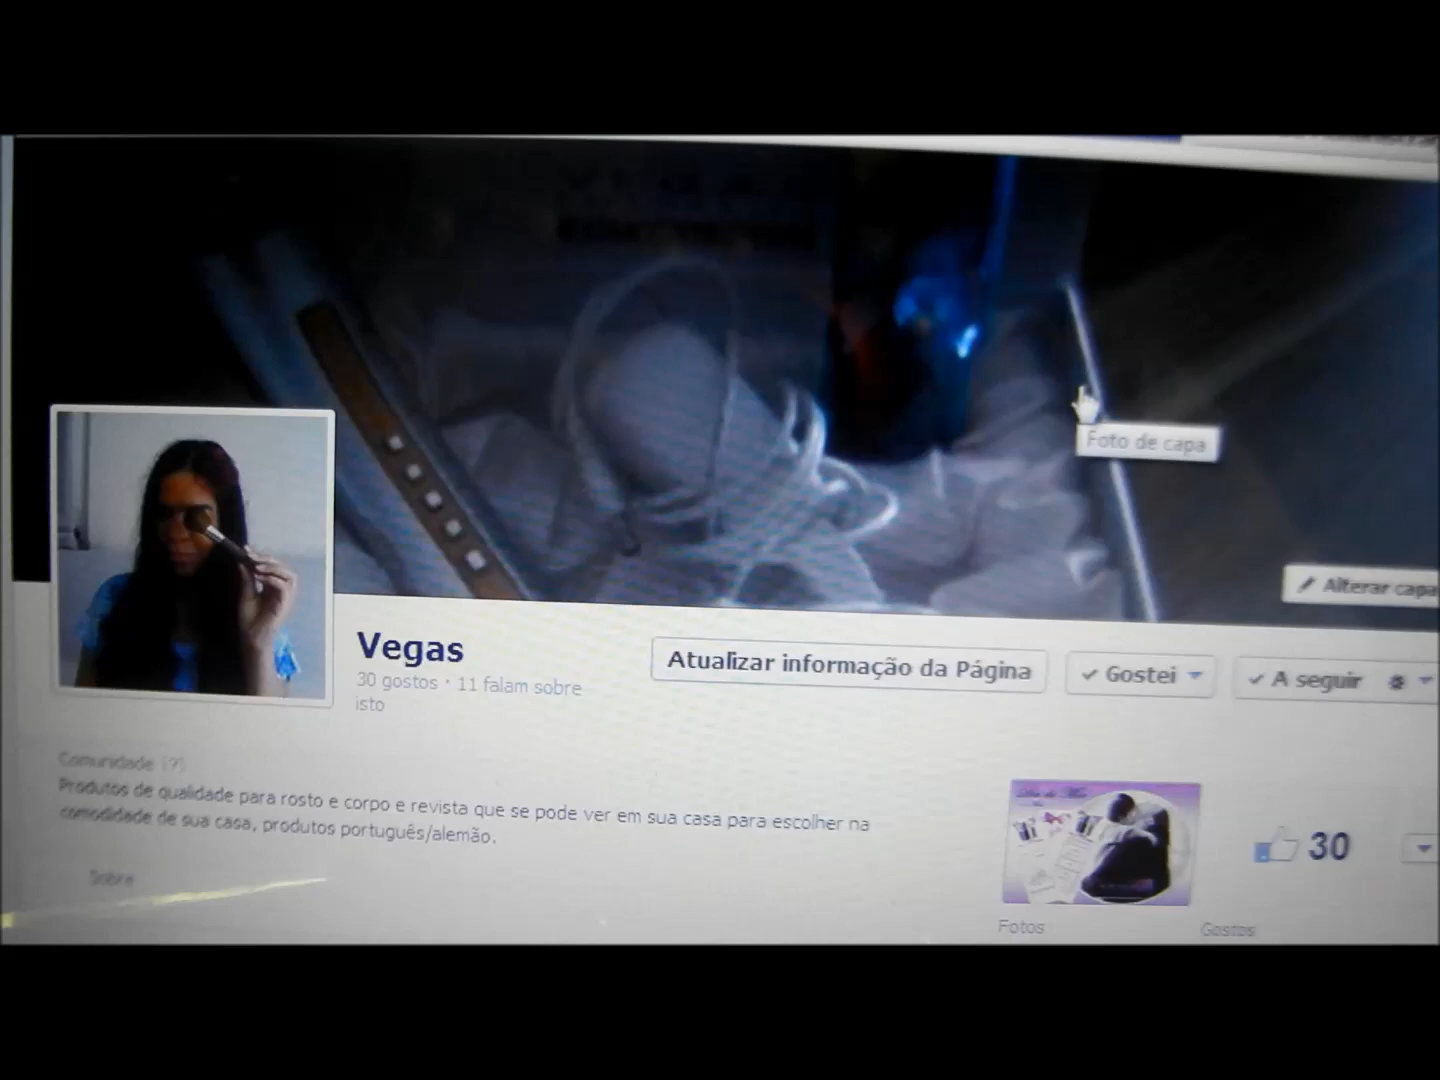 Foto de capa
Alterar capa
Vegas
30 gostos · 11 falam sobre
isto
Atualizar informação da Página
Gostei
A seguir
Comunidade (?)
Produtos de qualidade para rosto e corpo e revista que se pode ver em sua casa para escolher na
comodidade de sua casa, produtos português/alemão.
Sobre
30
Fotos
Gostos